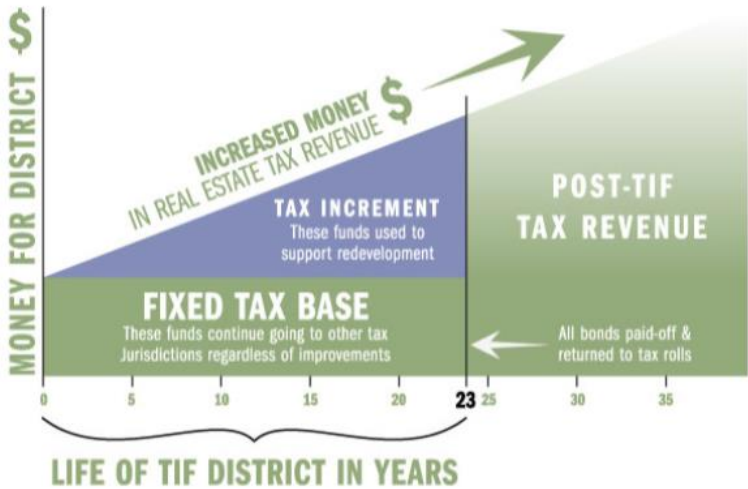 MONEY FOR DISTRICT $
INCREASED MONEY
IN REAL ESTATE TAX REVENUE
$
TAX INCREMENT
These funds used to
support redevelopment
POST-TIF
TAX REVENUE
FIXED TAX BASE
These funds continue going to other tax
Jurisdictions regardless of improvements
All bonds paid-off &
returned to tax rolls
0 5 10 15 20 23 25 30 35
LIFE OF TIF DISTRICT IN YEARS